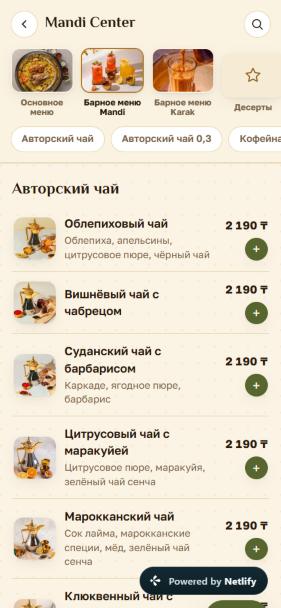 Mandi Center
Основное
меню
Барное меню
Mandi
Барное меню
Karak
Десерты
Авторский чай
Авторский чай 0,3
Кофейна
Авторский чай
Облепиховый чай
2 190 ₸
Облепиха, апельсины,
цитрусовое пюре, чёрный чай
Вишнёвый чай с
чабрецом
2 190 ₸
Суданский чай с
барбарисом
2 190 ₸
Каркаде, ягодное пюре,
барбарис
Цитрусовый чай с
маракуйей
2 190 ₸
Цитрусовое пюре, маракуйя,
зелёный чай сенча
Марокканский чай
2 190 ₸
Сок лайма, марокканские
специи, мёд, зелёный чай
сенча
Powered by Netlify
Клюквенный чай с